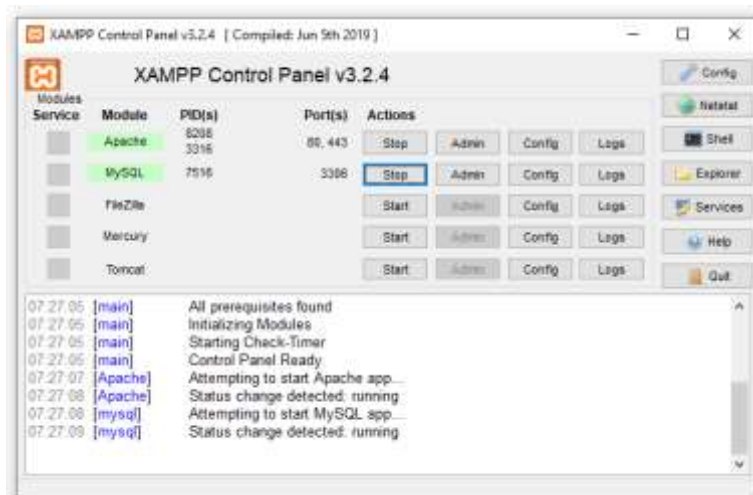 XAMPP Control Panel v3.2.4 [ Compiled: Jun 5th 2019 ]
XAMPP Control Panel v3.2.4
Config
Modules
Service Module PID(s) Port(s) Actions
Netstat
Apache 8208 3316 80, 443 Stop Admin Config Logs
Shell
MySQL 7516 3306 Stop Admin Config Logs
Explorer
FileZilla Start Admin Config Logs
Services
Mercury Start Admin Config Logs
Help
Tomcat Start Admin Config Logs
Quit
07:27:05 [main] All prerequisites found
07:27:05 [main] Initializing Modules
07:27:05 [main] Starting Check-Timer
07:27:05 [main] Control Panel Ready
07:27:07 [Apache] Attempting to start Apache app...
07:27:08 [Apache] Status change detected: running
07:27:08 [mysql] Attempting to start MySQL app...
07:27:09 [mysql] Status change detected: running